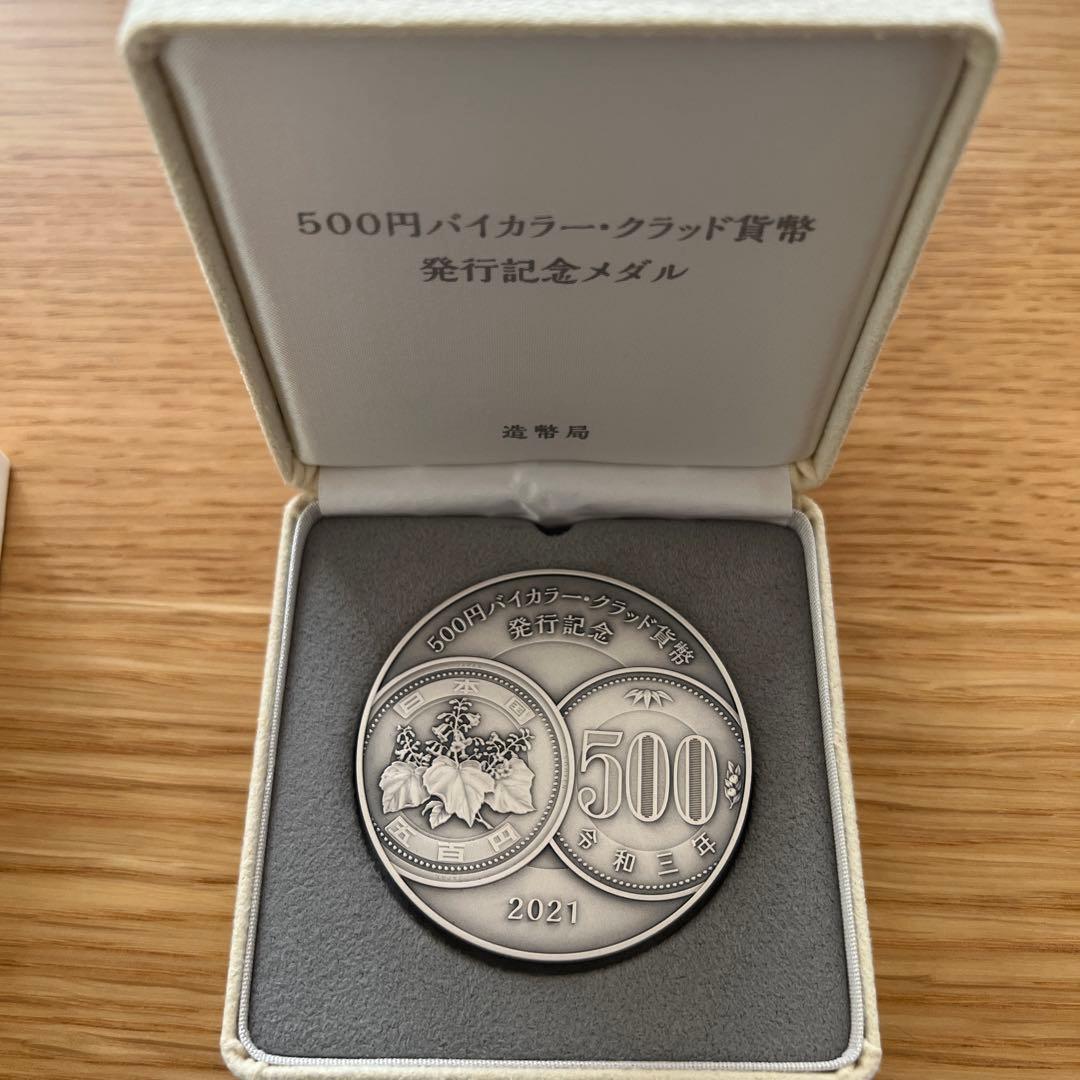 500円バイカラー・クラッド貨幣
発行記念メダル
造幣局
500円バイカラー・クラッド貨幣
発行記念
日本国
五百円
500
令和三年
2021